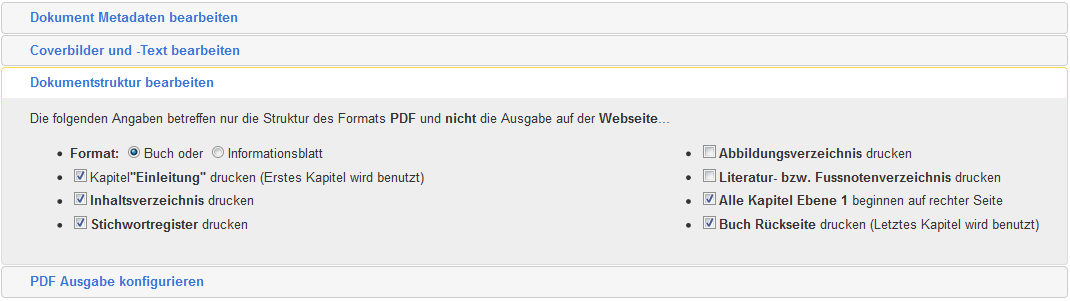 Dokument Metadaten bearbeiten
Coverbilder und -Text bearbeiten
Dokumentstruktur bearbeiten
Die folgenden Angaben betreffen nur die Struktur des Formats PDF und nicht die Ausgabe auf der Webseite...
Format: Buch oder Informationsblatt
Kapitel"Einleitung" drucken (Erstes Kapitel wird benutzt)
Inhaltsverzeichnis drucken
Stichwortregister drucken
Abbildungsverzeichnis drucken
Literatur- bzw. Fussnotenverzeichnis drucken
Alle Kapitel Ebene 1 beginnen auf rechter Seite
Buch Rückseite drucken (Letztes Kapitel wird benutzt)
PDF Ausgabe konfigurieren